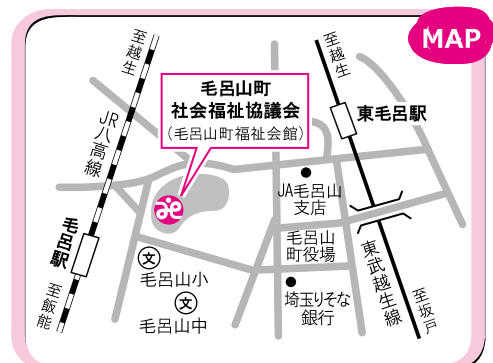 MAP
至越生
至越生
毛呂山町
社会福祉協議会
(毛呂山町福祉会館)
東毛呂駅
JR八高線
JA毛呂山
支店
毛呂駅
毛呂山
町役場
文
毛呂山小
東武越生線
至飯能
文
毛呂山中
埼玉りそな
銀行
至坂戸